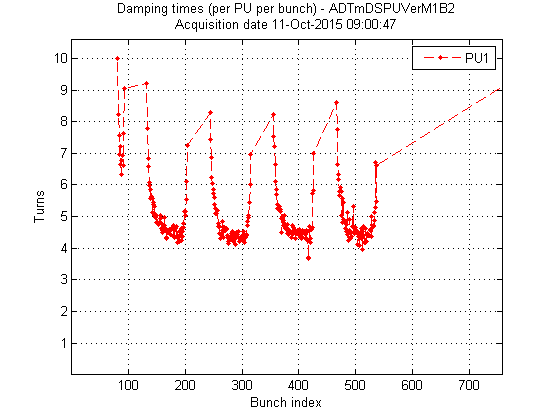 Damping times (per PU per bunch) - ADTmDSPUVerM1B2
Acquisition date 11-Oct-2015 09:00:47
PU1
10
9
8
7
6
5
4
3
2
1
Turns
100 200 300 400 500 600 700
Bunch index